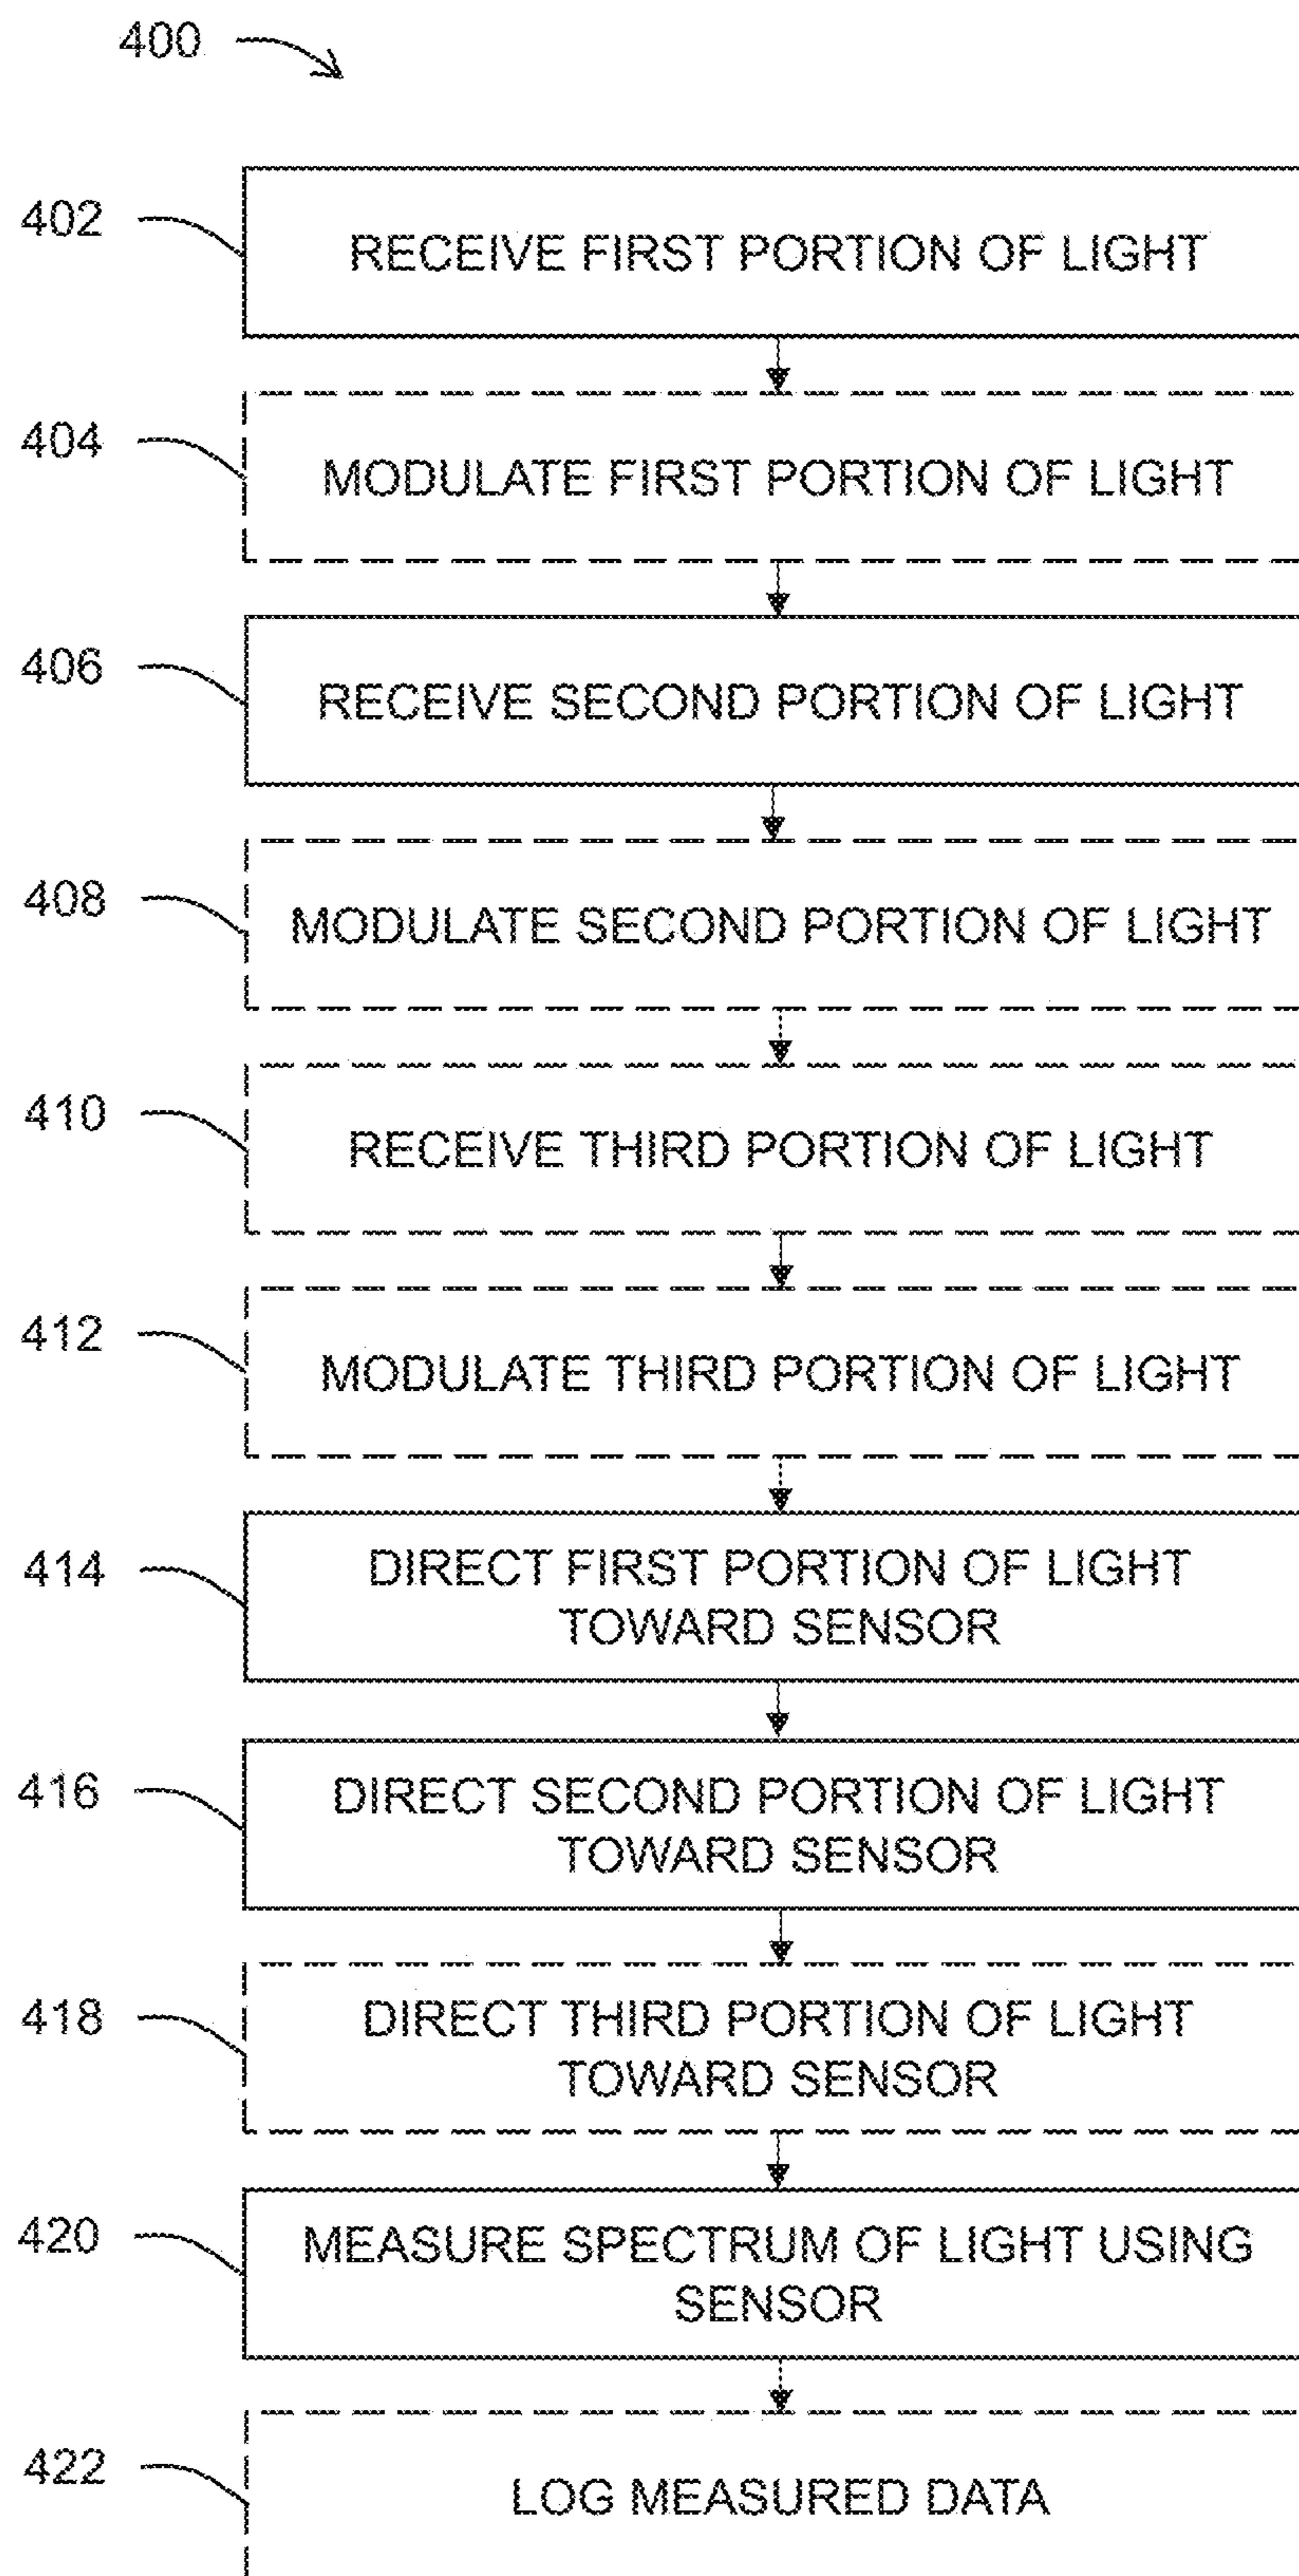 400
402
RECEIVE FIRST PORTION OF LIGHT
404
MODULATE FIRST PORTION OF LIGHT
406
RECEIVE SECOND PORTION OF LIGHT
408
MODULATE SECOND PORTION OF LIGHT
410
RECEIVE THIRD PORTION OF LIGHT
412
MODULATE THIRD PORTION OF LIGHT
414
DIRECT FIRST PORTION OF LIGHT
TOWARD SENSOR
416
DIRECT SECOND PORTION OF LIGHT
TOWARD SENSOR
418
DIRECT THIRD PORTION OF LIGHT
TOWARD SENSOR
420
MEASURE SPECTRUM OF LIGHT USING
SENSOR
422
LOG MEASURED DATA